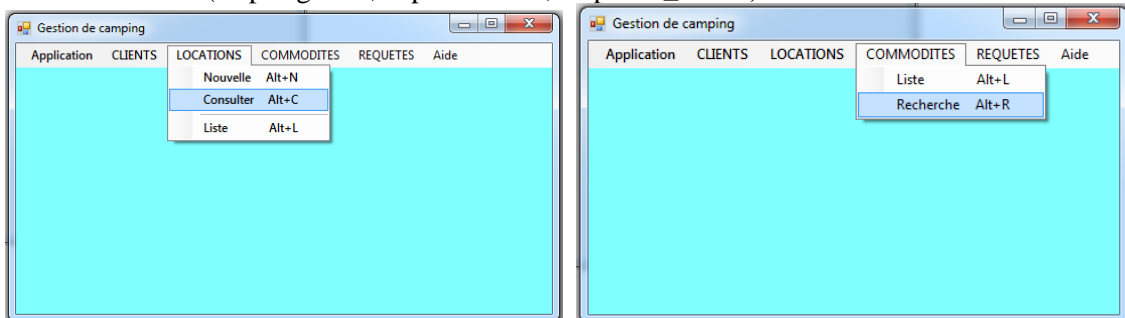 Gestion de camping
Application CLIENTS LOCATIONS COMMODITES REQUETES Aide
Nouvelle Alt+N
Consulter Alt+C
Liste Alt+L
Gestion de camping
Application CLIENTS LOCATIONS COMMODITES REQUETES Aide
Liste Alt+L
Recherche Alt+R